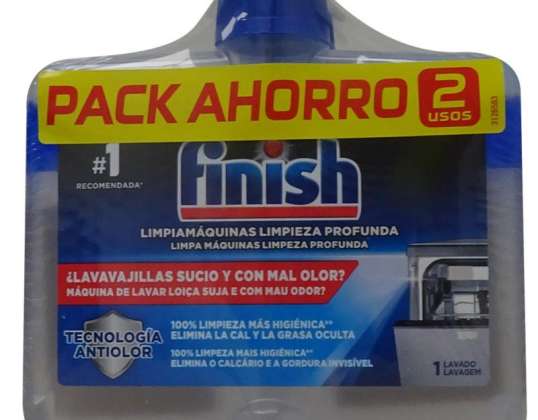 PACK AHORRO 2 USOS
3126563
#1
RECOMENDADA*
finish
LIMPIAMÁQUINAS LIMPIEZA PROFUNDA
LIMPA MÁQUINAS LIMPEZA PROFUNDA
¿LAVAVAJILLAS SUCIO Y CON MAL OLOR?
MÁQUINA DE LAVAR LOIÇA SUJA E COM MAU ODOR?
TECNOLOGÍA
ANTIOLOR
100% LIMPIEZA MÁS HIGIÉNICA**
ELIMINA LA CAL Y LA GRASA OCULTA
100% LIMPEZA MAIS HIGIÉNICA**
ELIMINA O CALCÁRIO E A GORDURA INVISÍVEL
1 LAVADO
LAVAGEM